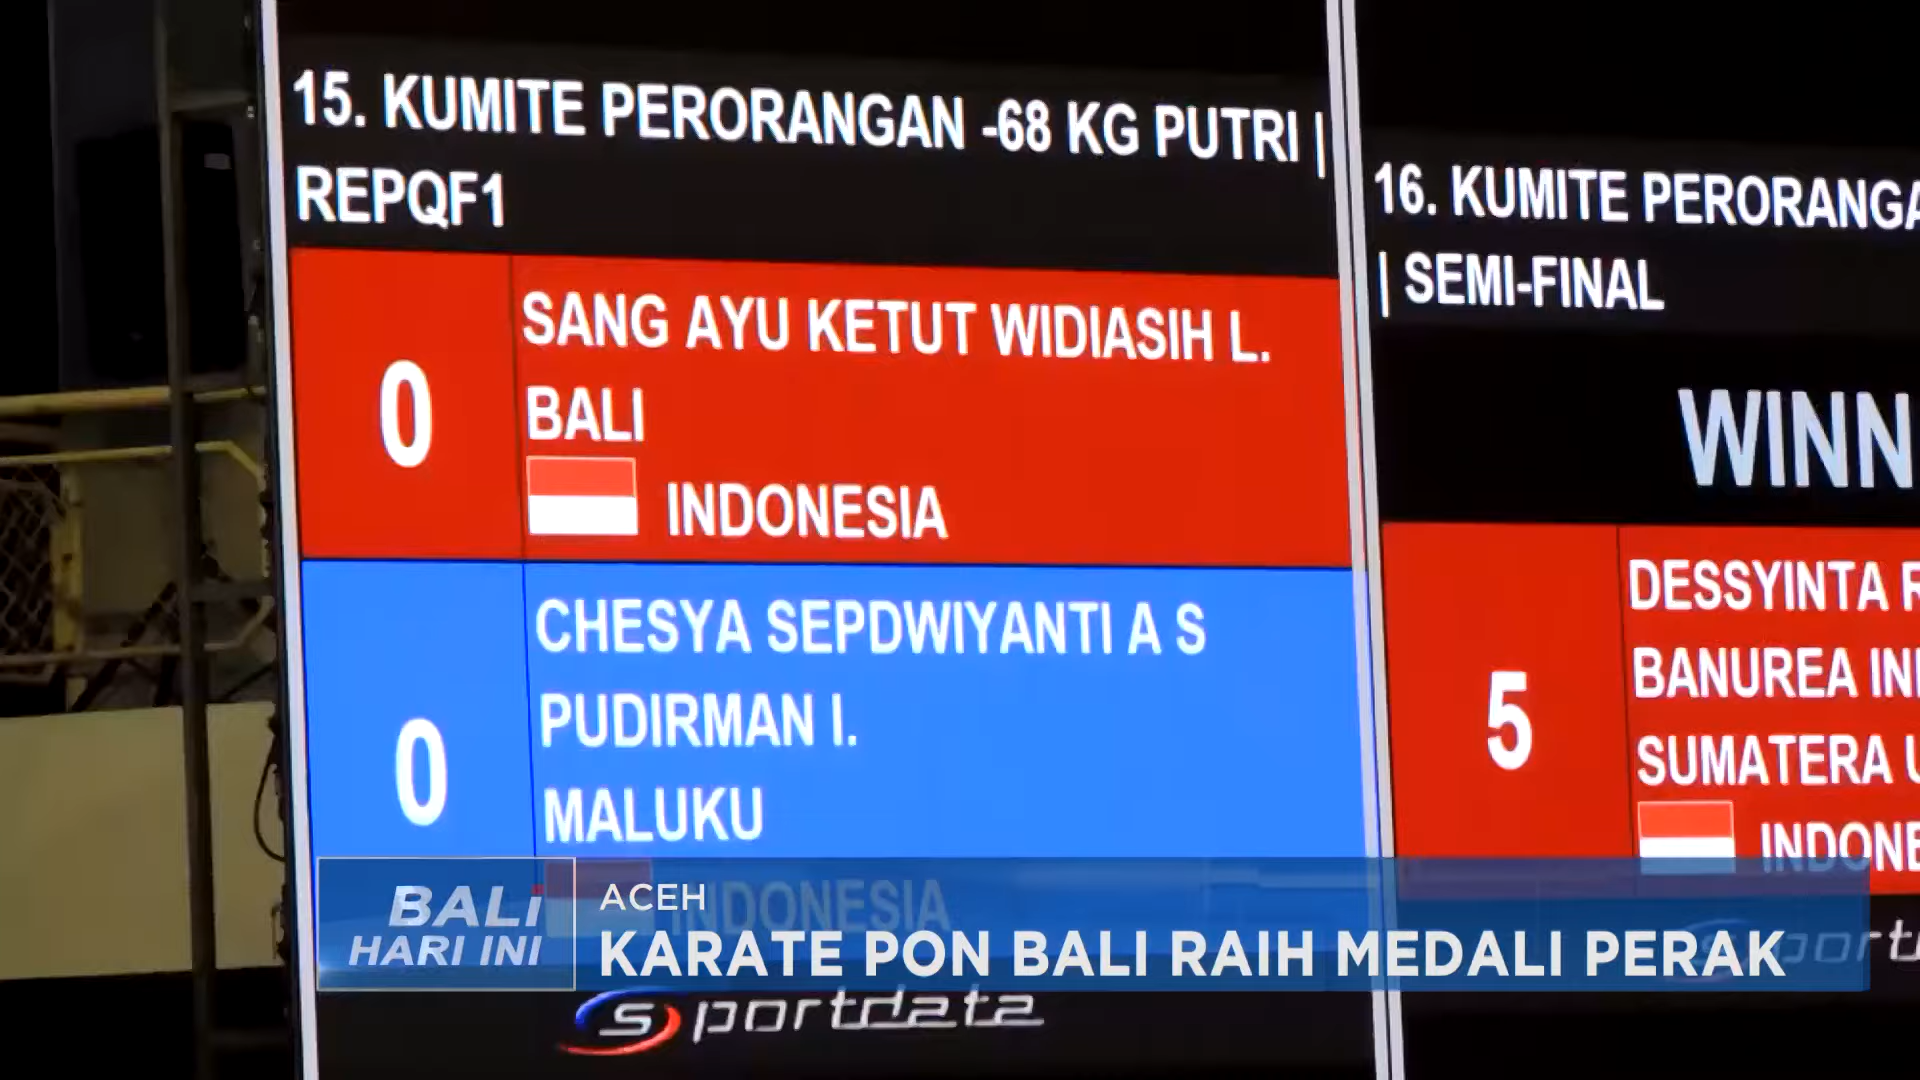 15. KUMITE PERORANGAN -68 KG PUTRI |
REPQF1
0
SANG AYU KETUT WIDIASIH L.
BALI
INDONESIA
0
CHESYA SEPDWIYANTI A S
PUDIRMAN I.
MALUKU
INDONESIA
sportdata
16. KUMITE
| SEMI-FINAL
5
DESSYINTA
BANUREA
SUMATERA
BALI
HARI INI
ACEH
KARATE PON BALI RAIH MEDALI PERAK